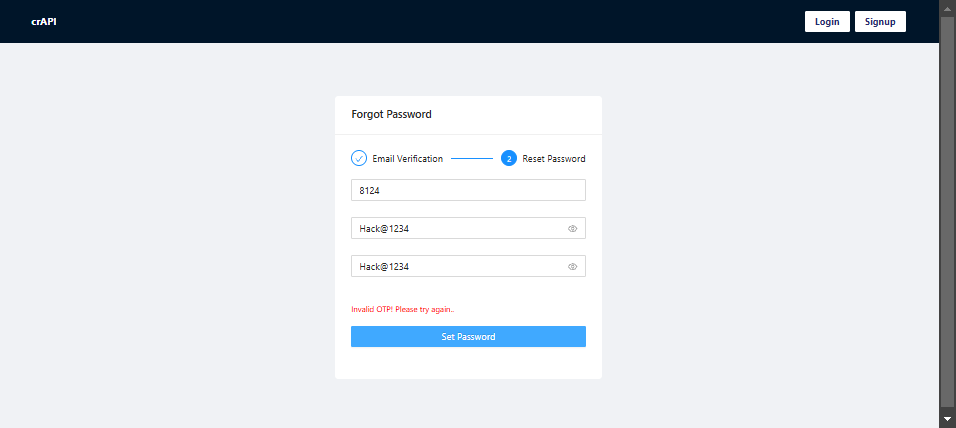 crAPI
Login
Signup
Forgot Password
Email Verification
2
Reset Password
8124
Hack@1234
Hack@1234
Invalid OTP! Please try again..
Set Password